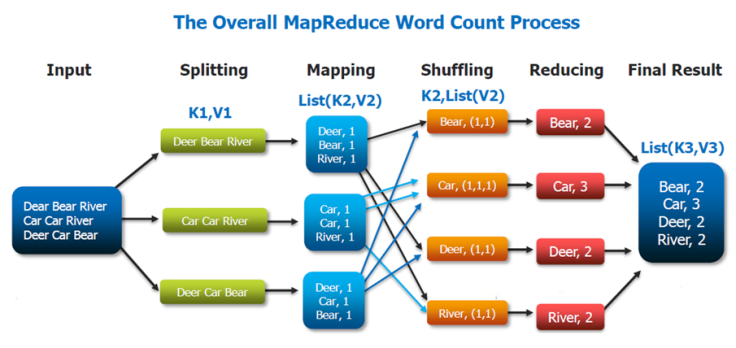 The Overall MapReduce Word Count Process
Input
Splitting
Mapping
Shuffling
Reducing
Final Result
K1,V1
List(K2,V2)
K2,List(V2)
List(K3,V3)
Dear Bear River
Car Car River
Deer Car Bear
Deer Bear River
Car Car River
Deer Car Bear
Deer, 1
Bear, 1
River, 1
Car, 1
Car, 1
River, 1
Deer, 1
Car, 1
Bear, 1
Bear, (1,1)
Car, (1,1,1)
Deer, (1,1)
River, (1,1)
Bear, 2
Car, 3
Deer, 2
River, 2
Bear, 2
Car, 3
Deer, 2
River, 2